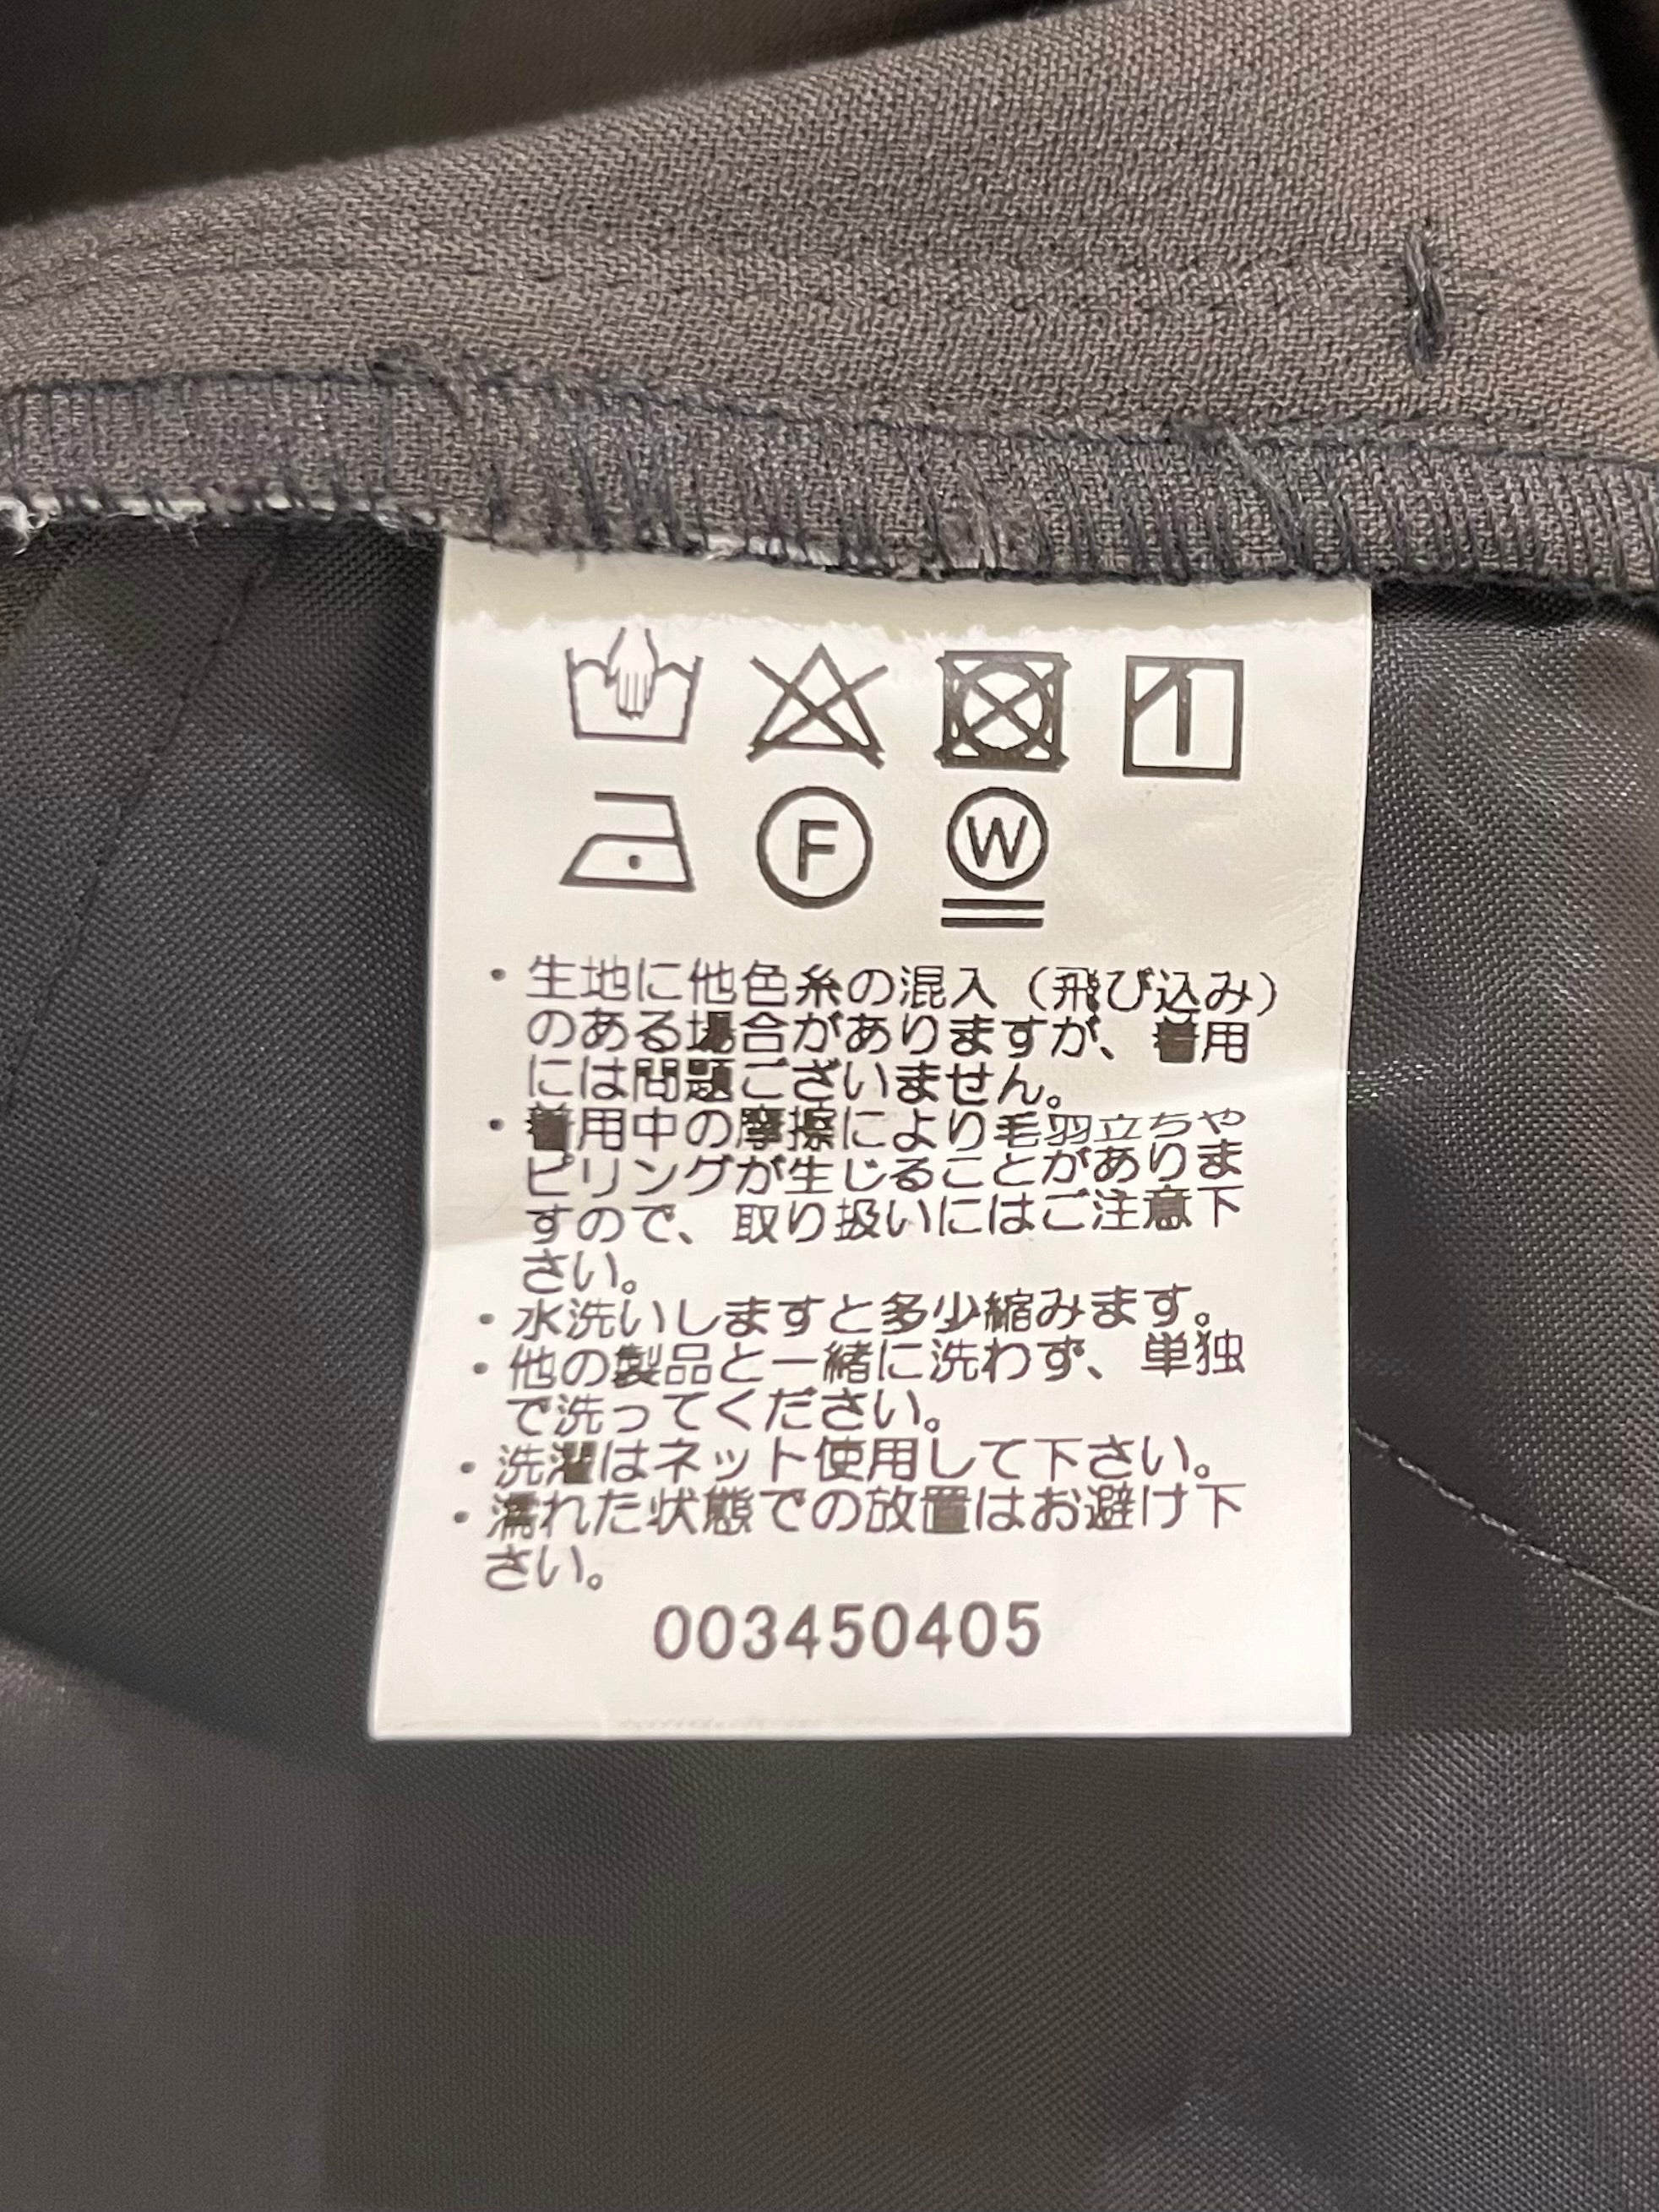 F W
・生地に他色糸の混入（飛び込み）
のある場合がありますが、着用
には問題ございません。
・着用中の摩擦により毛羽立ちや
ピリングが生じることがありま
すので、取り扱いにはご注意下
さい。
・水洗いしますと多少縮みます。
・他の製品と一緒に洗わず、単独
で洗ってください。
・洗濯はネット使用して下さい。
・濡れた状態での放置はお避け下
さい。
003450405